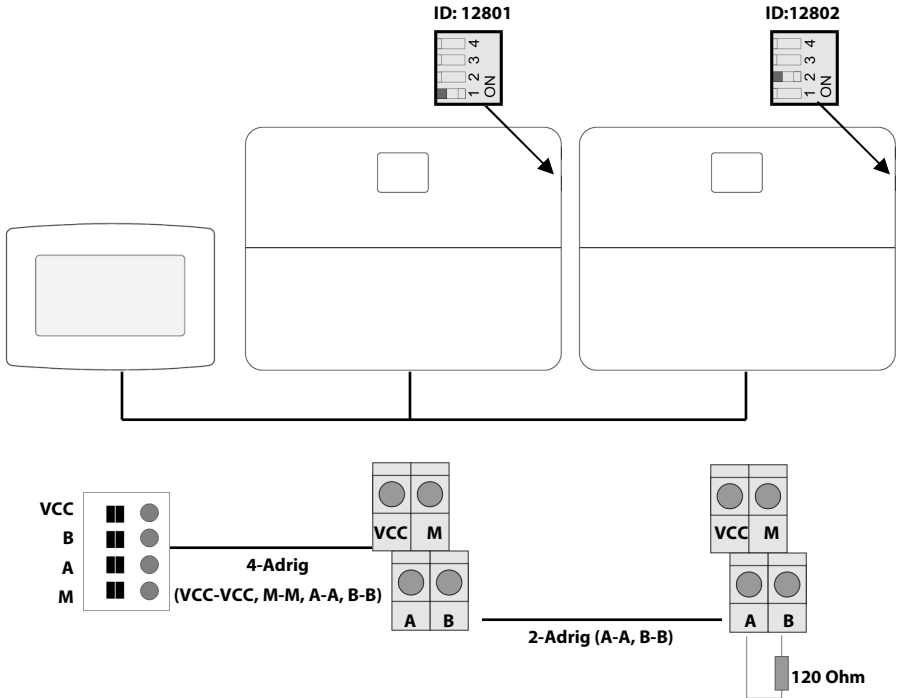 ID: 12801
ID:12802
1 2 3 4
ON
1 2 3 4
ON
VCC
B
A
M
4-Adrig
(VCC-VCC, M-M, A-A, B-B)
VCC M
A B
2-Adrig (A-A, B-B)
VCC M
A B
120 Ohm